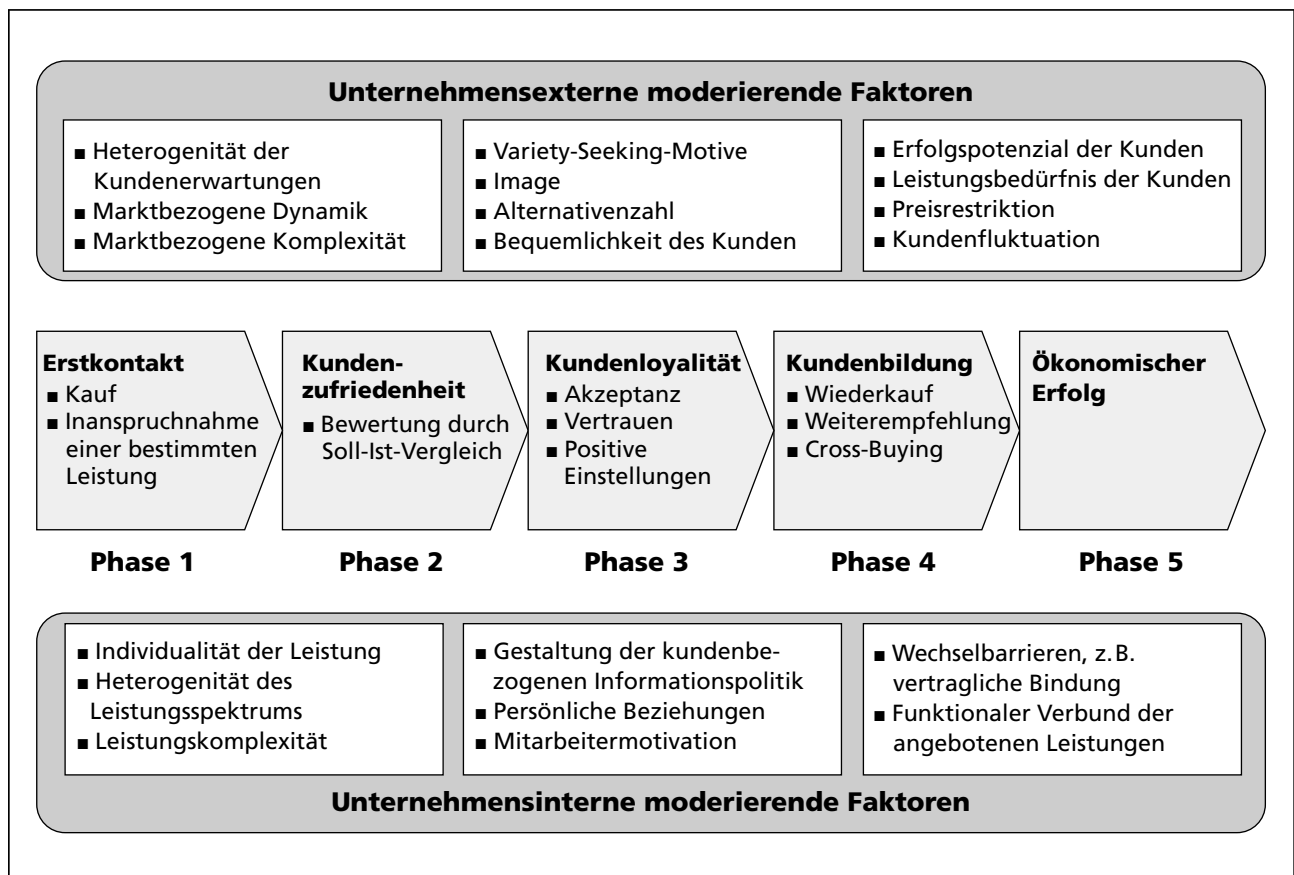 Unternehmensexterne moderierende Faktoren
■ Heterogenität der
Kundenerwartungen
■ Marktbezogene Dynamik
■ Marktbezogene Komplexität
■ Variety-Seeking-Motive
■ Image
■ Alternativenzahl
■ Bequemlichkeit des Kunden
■ Erfolgspotenzial der Kunden
■ Leistungsbedürfnis der Kunden
■ Preisrestriktion
■ Kundenfluktuation
Erstkontakt
■ Kauf
■ Inanspruchnahme
einer bestimmten
Leistung
Kunden-
zufriedenheit
■ Bewertung durch
Soll-Ist-Vergleich
Kundenloyalität
■ Akzeptanz
■ Vertrauen
■ Positive
Einstellungen
Kundenbildung
■ Wiederkauf
■ Weiterempfehlung
■ Cross-Buying
Ökonomischer
Erfolg
Phase 1
Phase 2
Phase 3
Phase 4
Phase 5
■ Individualität der Leistung
■ Heterogenität des
Leistungsspektrums
■ Leistungskomplexität
■ Gestaltung der kundenbe-
zogenen Informationspolitik
■ Persönliche Beziehungen
■ Mitarbeitermotivation
■ Wechselbarrieren, z.B.
vertragliche Bindung
■ Funktionaler Verbund der
angebotenen Leistungen
Unternehmensinterne moderierende Faktoren